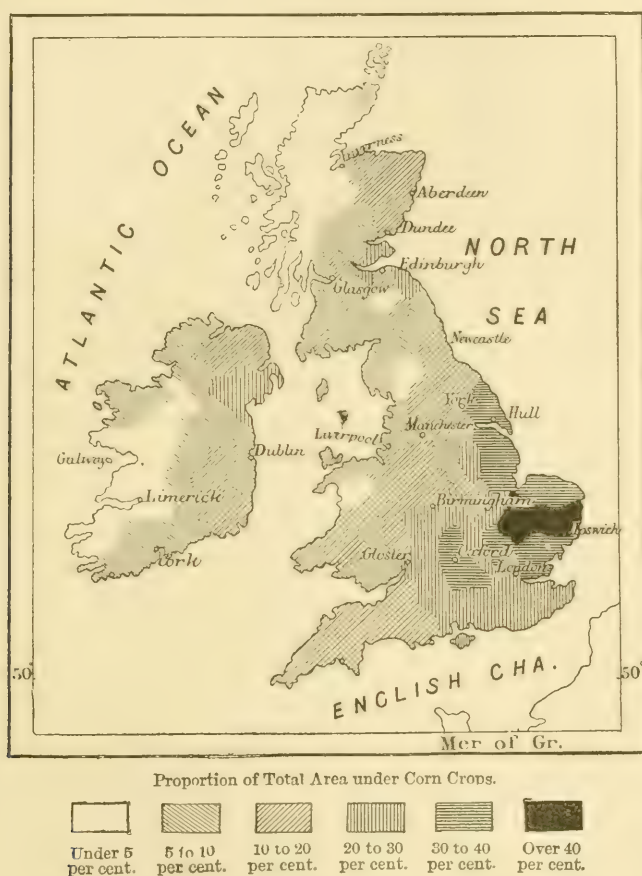 ATLANTIC OCEAN
Inverness
Aberdeen
Dundee
NORTH
Edinburgh
Glasgow
SEA
Newcastle
York
Hull
Manchester
Liverpool
Galway
Dublin
Limerick
Birmingham
Ipswich
Cork
Gloster
Oxford
London
50°
50°
ENGLISH CHA.
Mer of Gr.
Proportion of Total Area under Corn Crops.
Under 5 per cent.
5 to 10 per cent.
10 to 20 per cent.
20 to 30 per cent.
30 to 40 per cent.
Over 40 per cent.